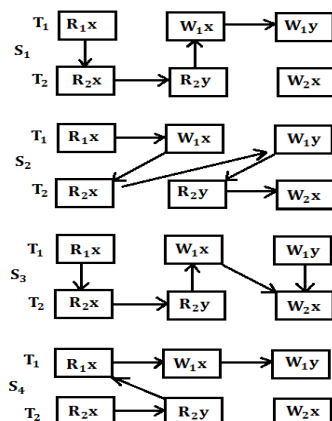 T₁ R₁x W₁x W₁y
S₁
T₂ R₂x R₂y W₂x
T₁ R₁x W₁x W₁y
S₂
T₂ R₂x R₂y W₂x
W₁x W₁y
T₁ R₁x
S₃
T₂ R₂x R₂y W₂x
T₁ R₁x W₁x W₁y
S₄
T₂ R₂x R₂y W₂x